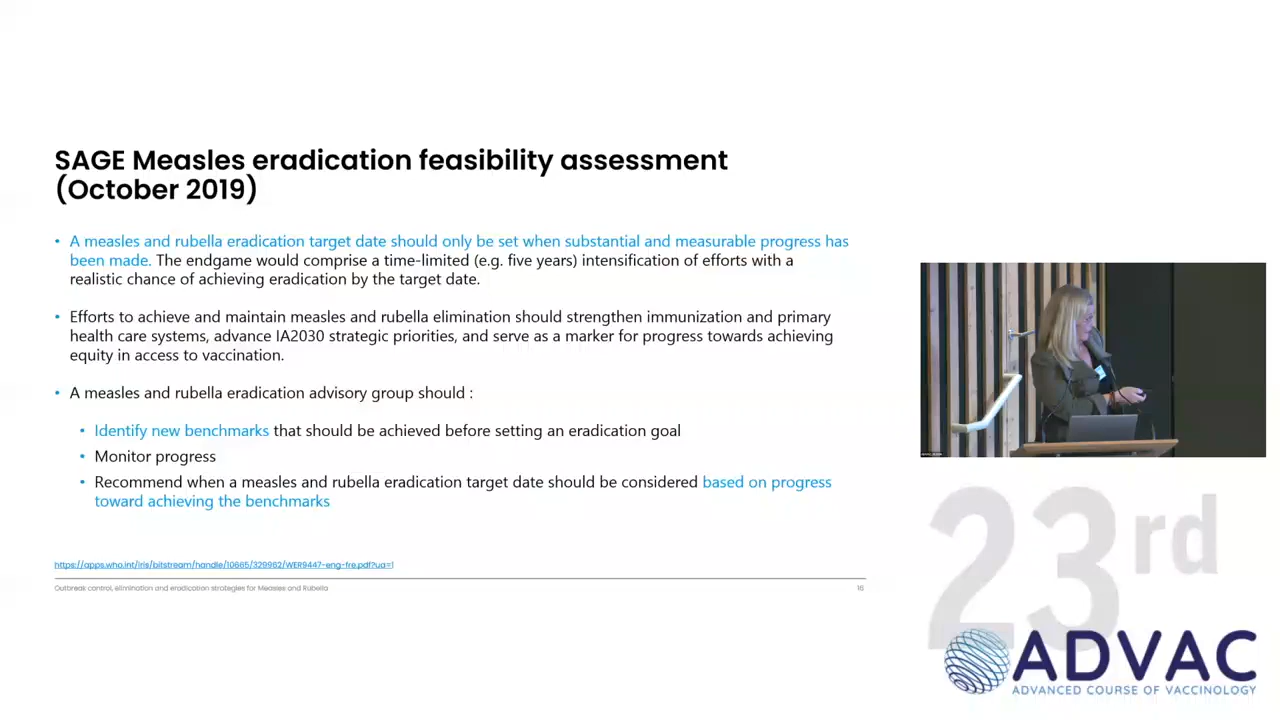 SAGE Measles eradication feasibility assessment
(October 2019)
• A measles and rubella eradication target date should only be set when substantial and measurable progress has
been made. The endgame would comprise a time-limited (e.g. five years) intensification of efforts with a
realistic chance of achieving eradication by the target date.
• Efforts to achieve and maintain measles and rubella elimination should strengthen immunization and primary
health care systems, advance IA2030 strategic priorities, and serve as a marker for progress towards achieving
equity in access to vaccination.
• A measles and rubella eradication advisory group should :
• Identify new benchmarks that should be achieved before setting an eradication goal
• Monitor progress
• Recommend when a measles and rubella eradication target date should be considered based on progress
toward achieving the benchmarks
https://apps.who.int/iris/bitstream/handle/10665/329962/WER9447-eng-fre.pdf?ua=1
Outbreak control, elimination and eradication strategies for Measles and Rubella
16
23rd
ADVAC
ADVANCED COURSE OF VACCINOLOGY